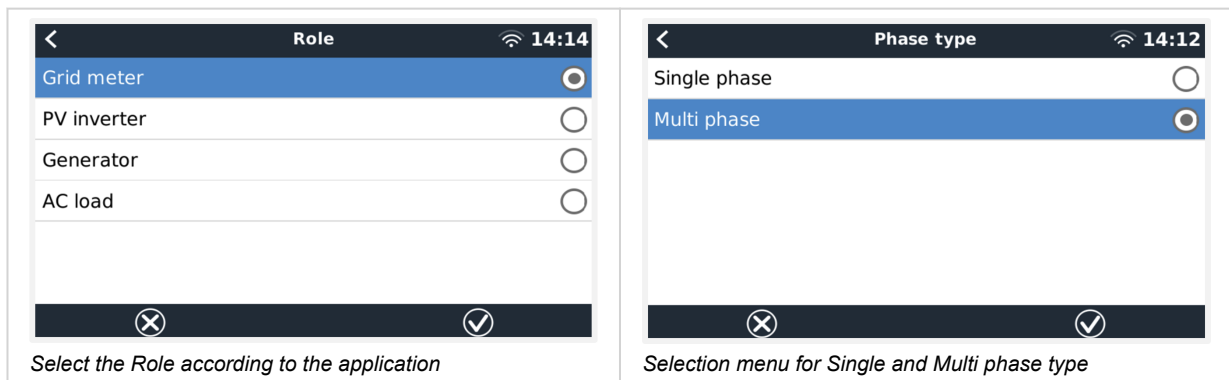 Role 14:14
Grid meter
PV inverter
Generator
AC load
Select the Role according to the application
Phase type 14:12
Single phase
Multi phase
Selection menu for Single and Multi phase type